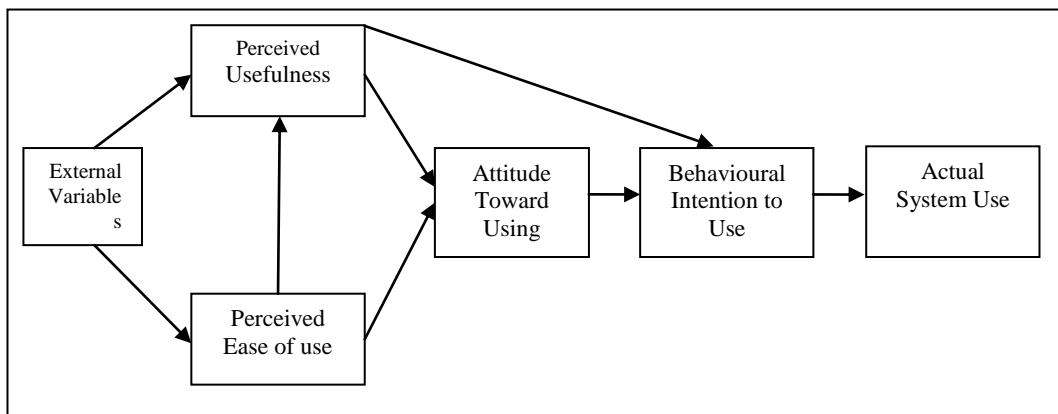 Perceived
Usefulness
External
Variable
s
Attitude
Toward
Using
Behavioural
Intention to
Use
Actual
System Use
Perceived
Ease of use